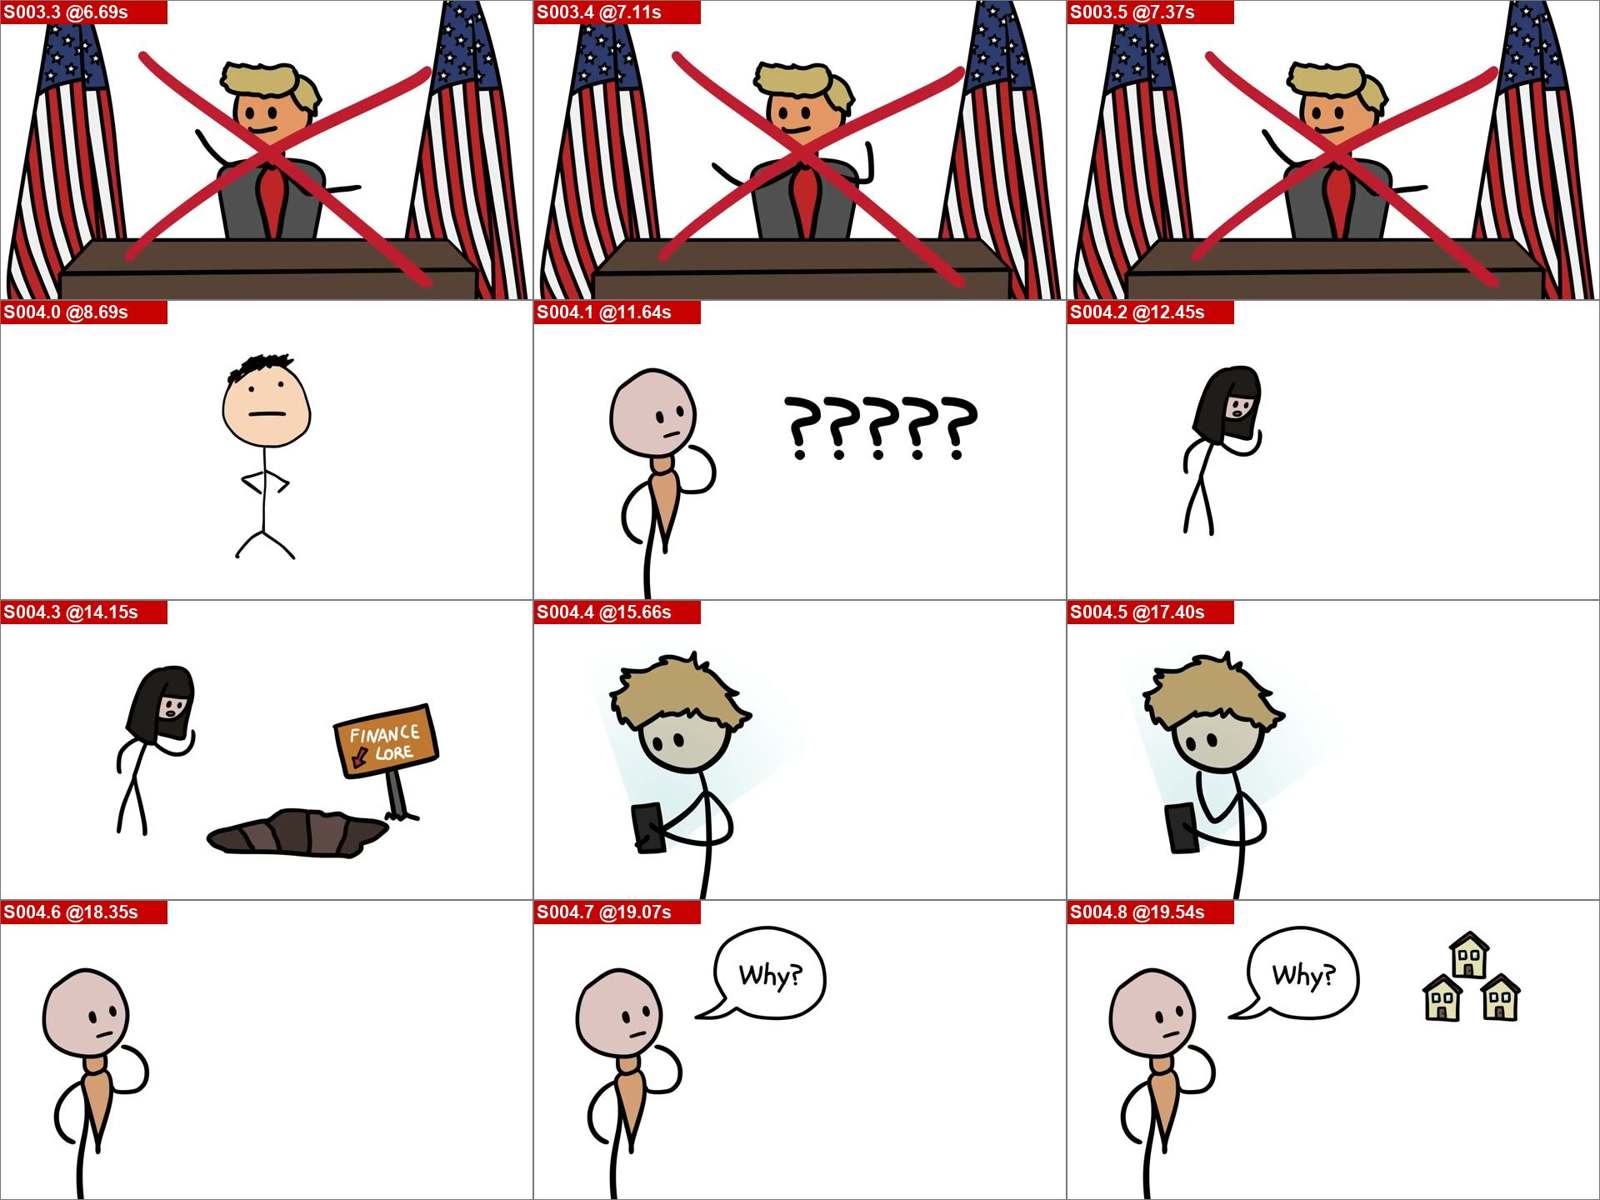 S003.3 @6.69s
S003.4 @7.11s
S003.5 @7.37s
S004.0 @8.69s
S004.1 @11.64s
?????
S004.2 @12.45s
S004.3 @14.15s
FINANCE
LORE
S004.4 @15.66s
S004.5 @17.40s
S004.6 @18.35s
S004.7 @19.07s
Why?
S004.8 @19.54s
Why?